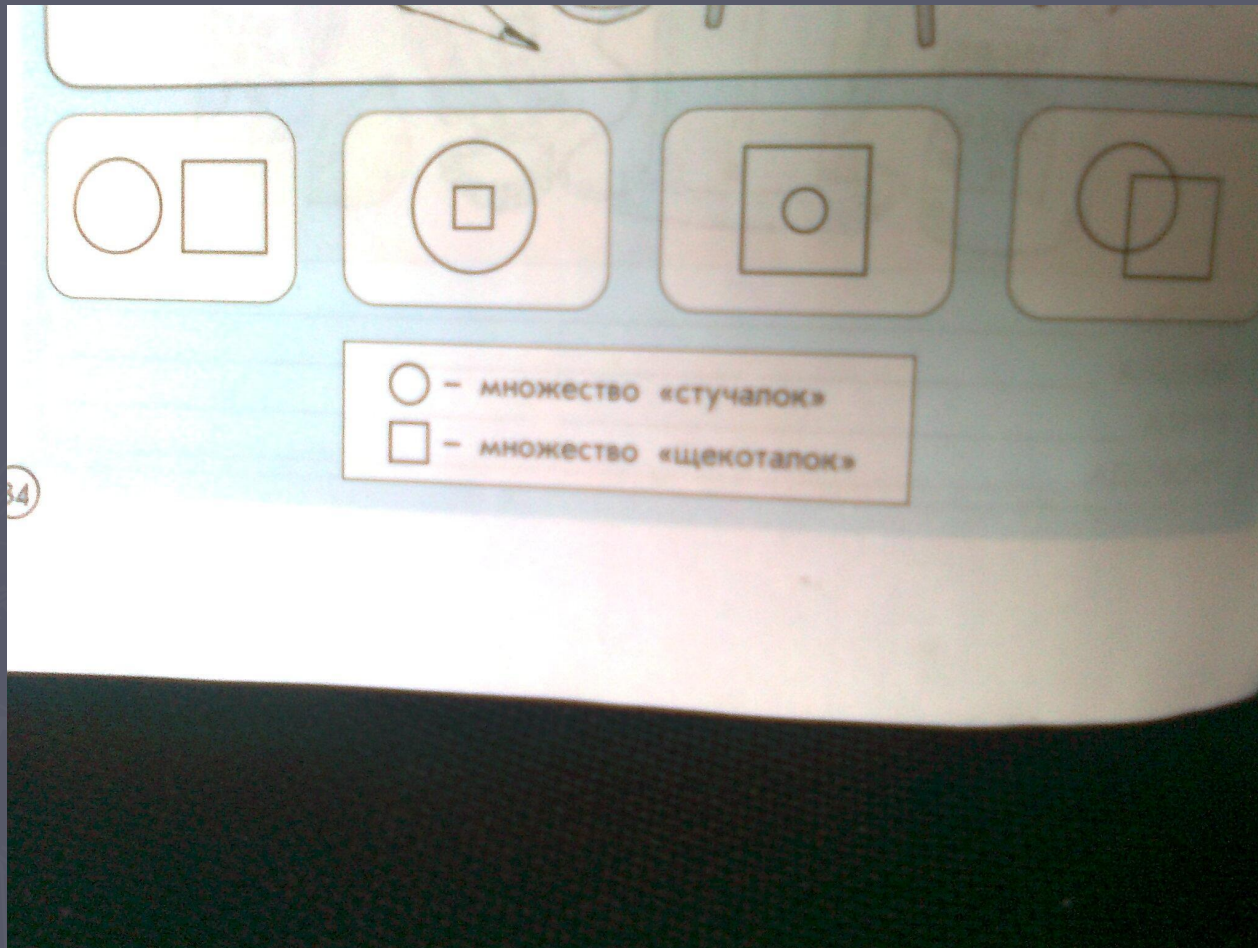 – множество «стучалок»
– множество «щекоталок»
34